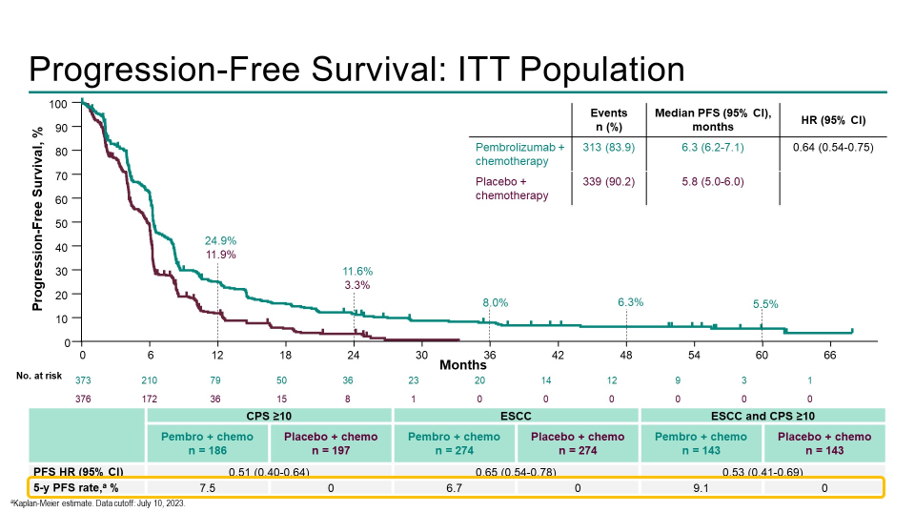 Progression-Free Survival: ITT Population
Progression-Free Survival, %
100
90
80
70
60
50
40
30
20
10
0
24.9%
11.9%
11.6%
3.3%
8.0%
6.3%
5.5%
Events n (%) Median PFS (95% CI), months HR (95% CI)
Pembrolizumab + chemotherapy 313 (83.9) 6.3 (6.2-7.1) 0.64 (0.54-0.75)
Placebo + chemotherapy 339 (90.2) 5.8 (5.0-6.0)
0 6 12 18 24 30 36 42 48 54 60 66
Months
No. at risk
373 210 79 50 36 23 20 14 12 9 3 1
376 172 36 15 8 1 0 0 0 0 0 0
CPS ≥10 ESCC ESCC and CPS ≥10
Pembro + chemo n = 186 Placebo + chemo n = 197 Pembro + chemo n = 274 Placebo + chemo n = 274 Pembro + chemo n = 143 Placebo + chemo n = 143
PFS HR (95% CI) 0.51 (0.40-0.64) 0.65 (0.54-0.78) 0.53 (0.41-0.69)
5-y PFS rate,ᵃ % 7.5 0 6.7 0 9.1 0
ᵃKaplan-Meier estimate. Data cutoff: July 10, 2023.